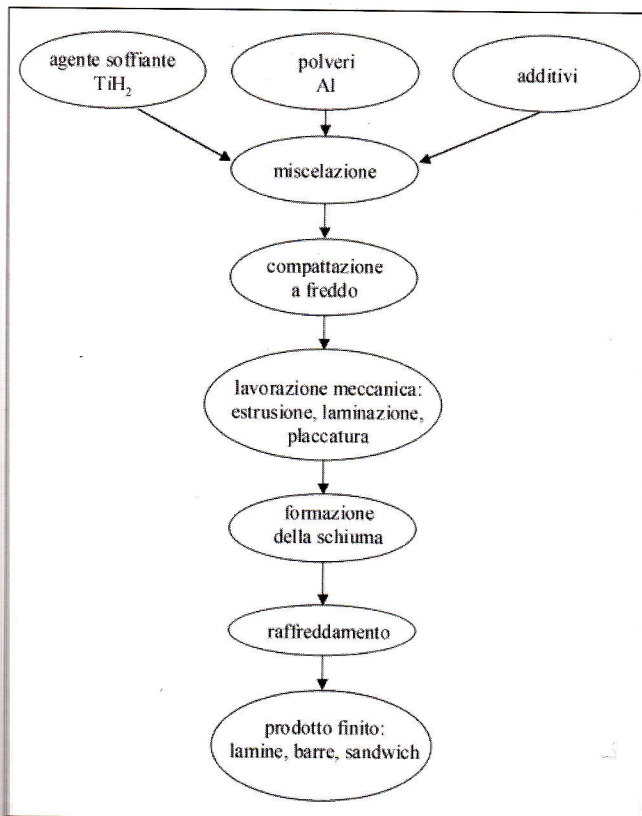 agente soffiante
TiH₂
polveri
Al
additivi
miscelazione
compattazione
a freddo
lavorazione meccanica:
estrusione, laminazione,
placcatura
formazione
della schiuma
raffreddamento
prodotto finito:
lamine, barre, sandwich